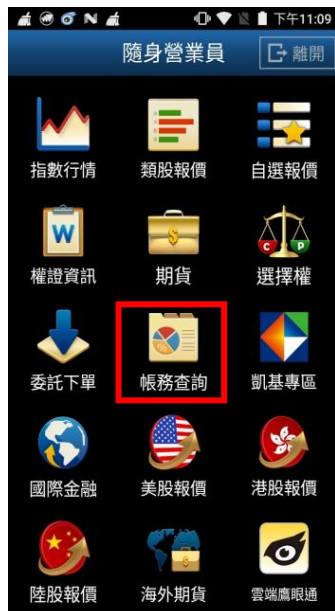 下午11:09
隨身營業員
離開
指數行情
類股報價
自選報價
W
權證資訊
$
期貨
C P
選擇權
委託下單
帳務查詢
凱基專區
國際金融
美股報價
港股報價
陸股報價
海外期貨
雲端鷹眼通